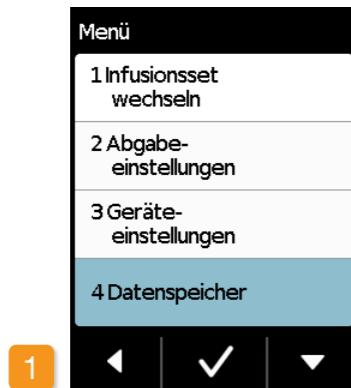 Menü
1 Infusionsset
wechseln
2 Abgabe-
einstellungen
3 Geräte-
einstellungen
4 Datenspeicher
1